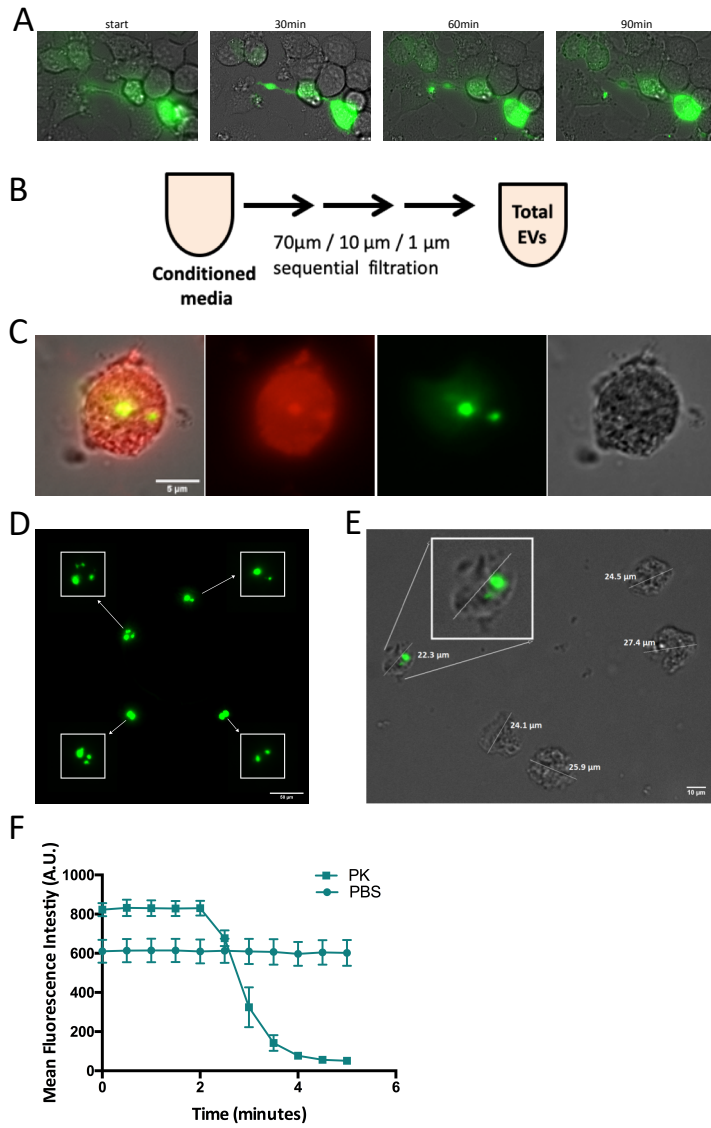 A
start
30min
60min
90min
B
Conditioned
media
70μm / 10 μm / 1 μm
sequential filtration
Total
EVs
C
5 μm
D
50 μm
E
24.5 μm
27.4 μm
22.3 μm
24.1 μm
25.9 μm
10 μm
F
Mean Fluorescence Intestiy (A.U.)
1000
800
600
400
200
0
0
2
4
6
Time (minutes)
PK
PBS